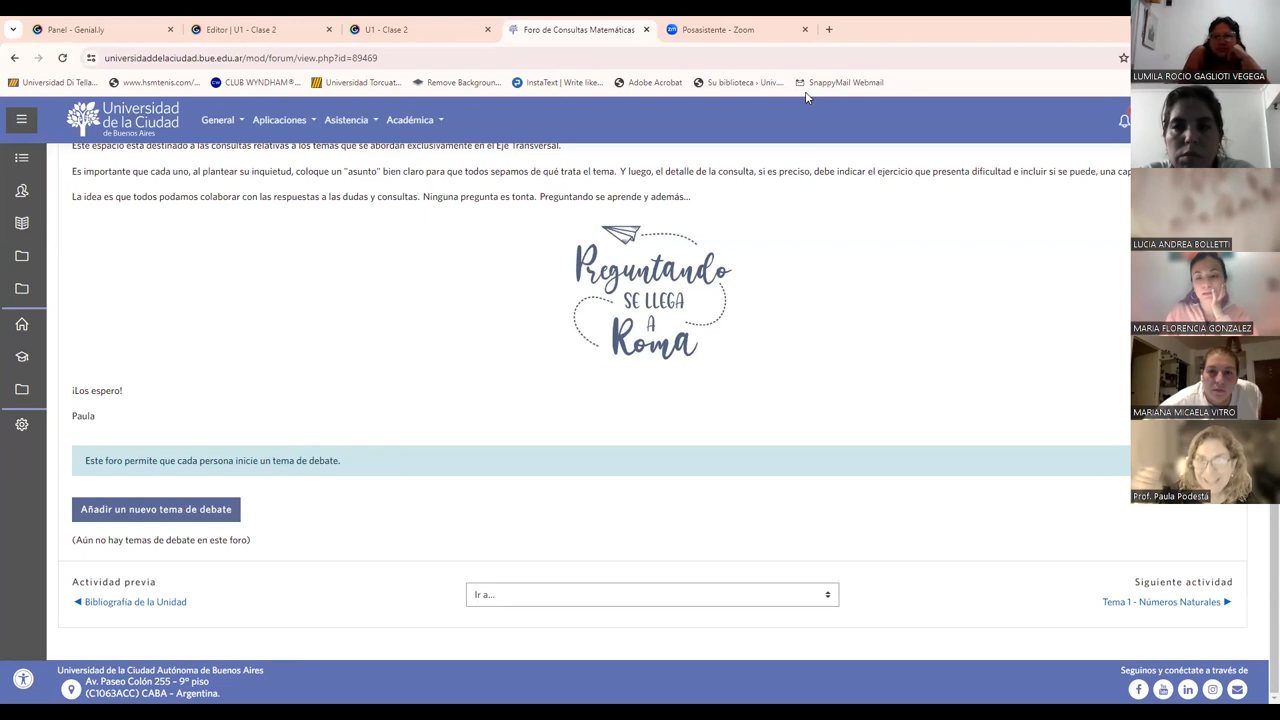 Panel - Genial.ly
Editor | U1 - Clase 2
U1 - Clase 2
Foro de Consultas Matemáticas
Posasistente - Zoom
universidaddelaciudad.bue.edu.ar/mod/forum/view.php?id=89469
Universidad Di Tella...
www.hsmtenis.com/...
CLUB WYNDHAM®...
Universidad Torcuat...
Remove Backgroun...
InstaText | Write like...
Adobe Acrobat
Su biblioteca › Univ....
SnappyMail Webmail
Universidad
de la Ciudad
de Buenos Aires
General
Aplicaciones
Asistencia
Académica
Este espacio está destinado a las consultas relativas a los temas que se abordan exclusivamente en el Eje Transversal.
Es importante que cada uno, al plantear su inquietud, coloque un "asunto" bien claro para que todos sepamos de qué trata el tema. Y luego, el detalle de la consulta, si es preciso, debe indicar el ejercicio que presenta dificultad e incluir si se puede, una cap
La idea es que todos podamos colaborar con las respuestas a las dudas y consultas. Ninguna pregunta es tonta. Preguntando se aprende y además...
Preguntando
SE LLEGA
A
Roma
¡Los espero!
Paula
Este foro permite que cada persona inicie un tema de debate.
Añadir un nuevo tema de debate
(Aún no hay temas de debate en este foro)
Actividad previa
◀ Bibliografía de la Unidad
Ir a...
Siguiente actividad
Tema 1 - Números Naturales ▶
Universidad de la Ciudad Autónoma de Buenos Aires
Av. Paseo Colón 255 - 9º piso
(C1063ACC) CABA - Argentina.
Seguinos y conéctate a través de
LUMILA ROCIO GAGLIOTI VEGEGA
LUCIA ANDREA BOLLETTI
MARIA FLORENCIA GONZALEZ
MARIANA MICAELA VITRO
Prof. Paula Podestá